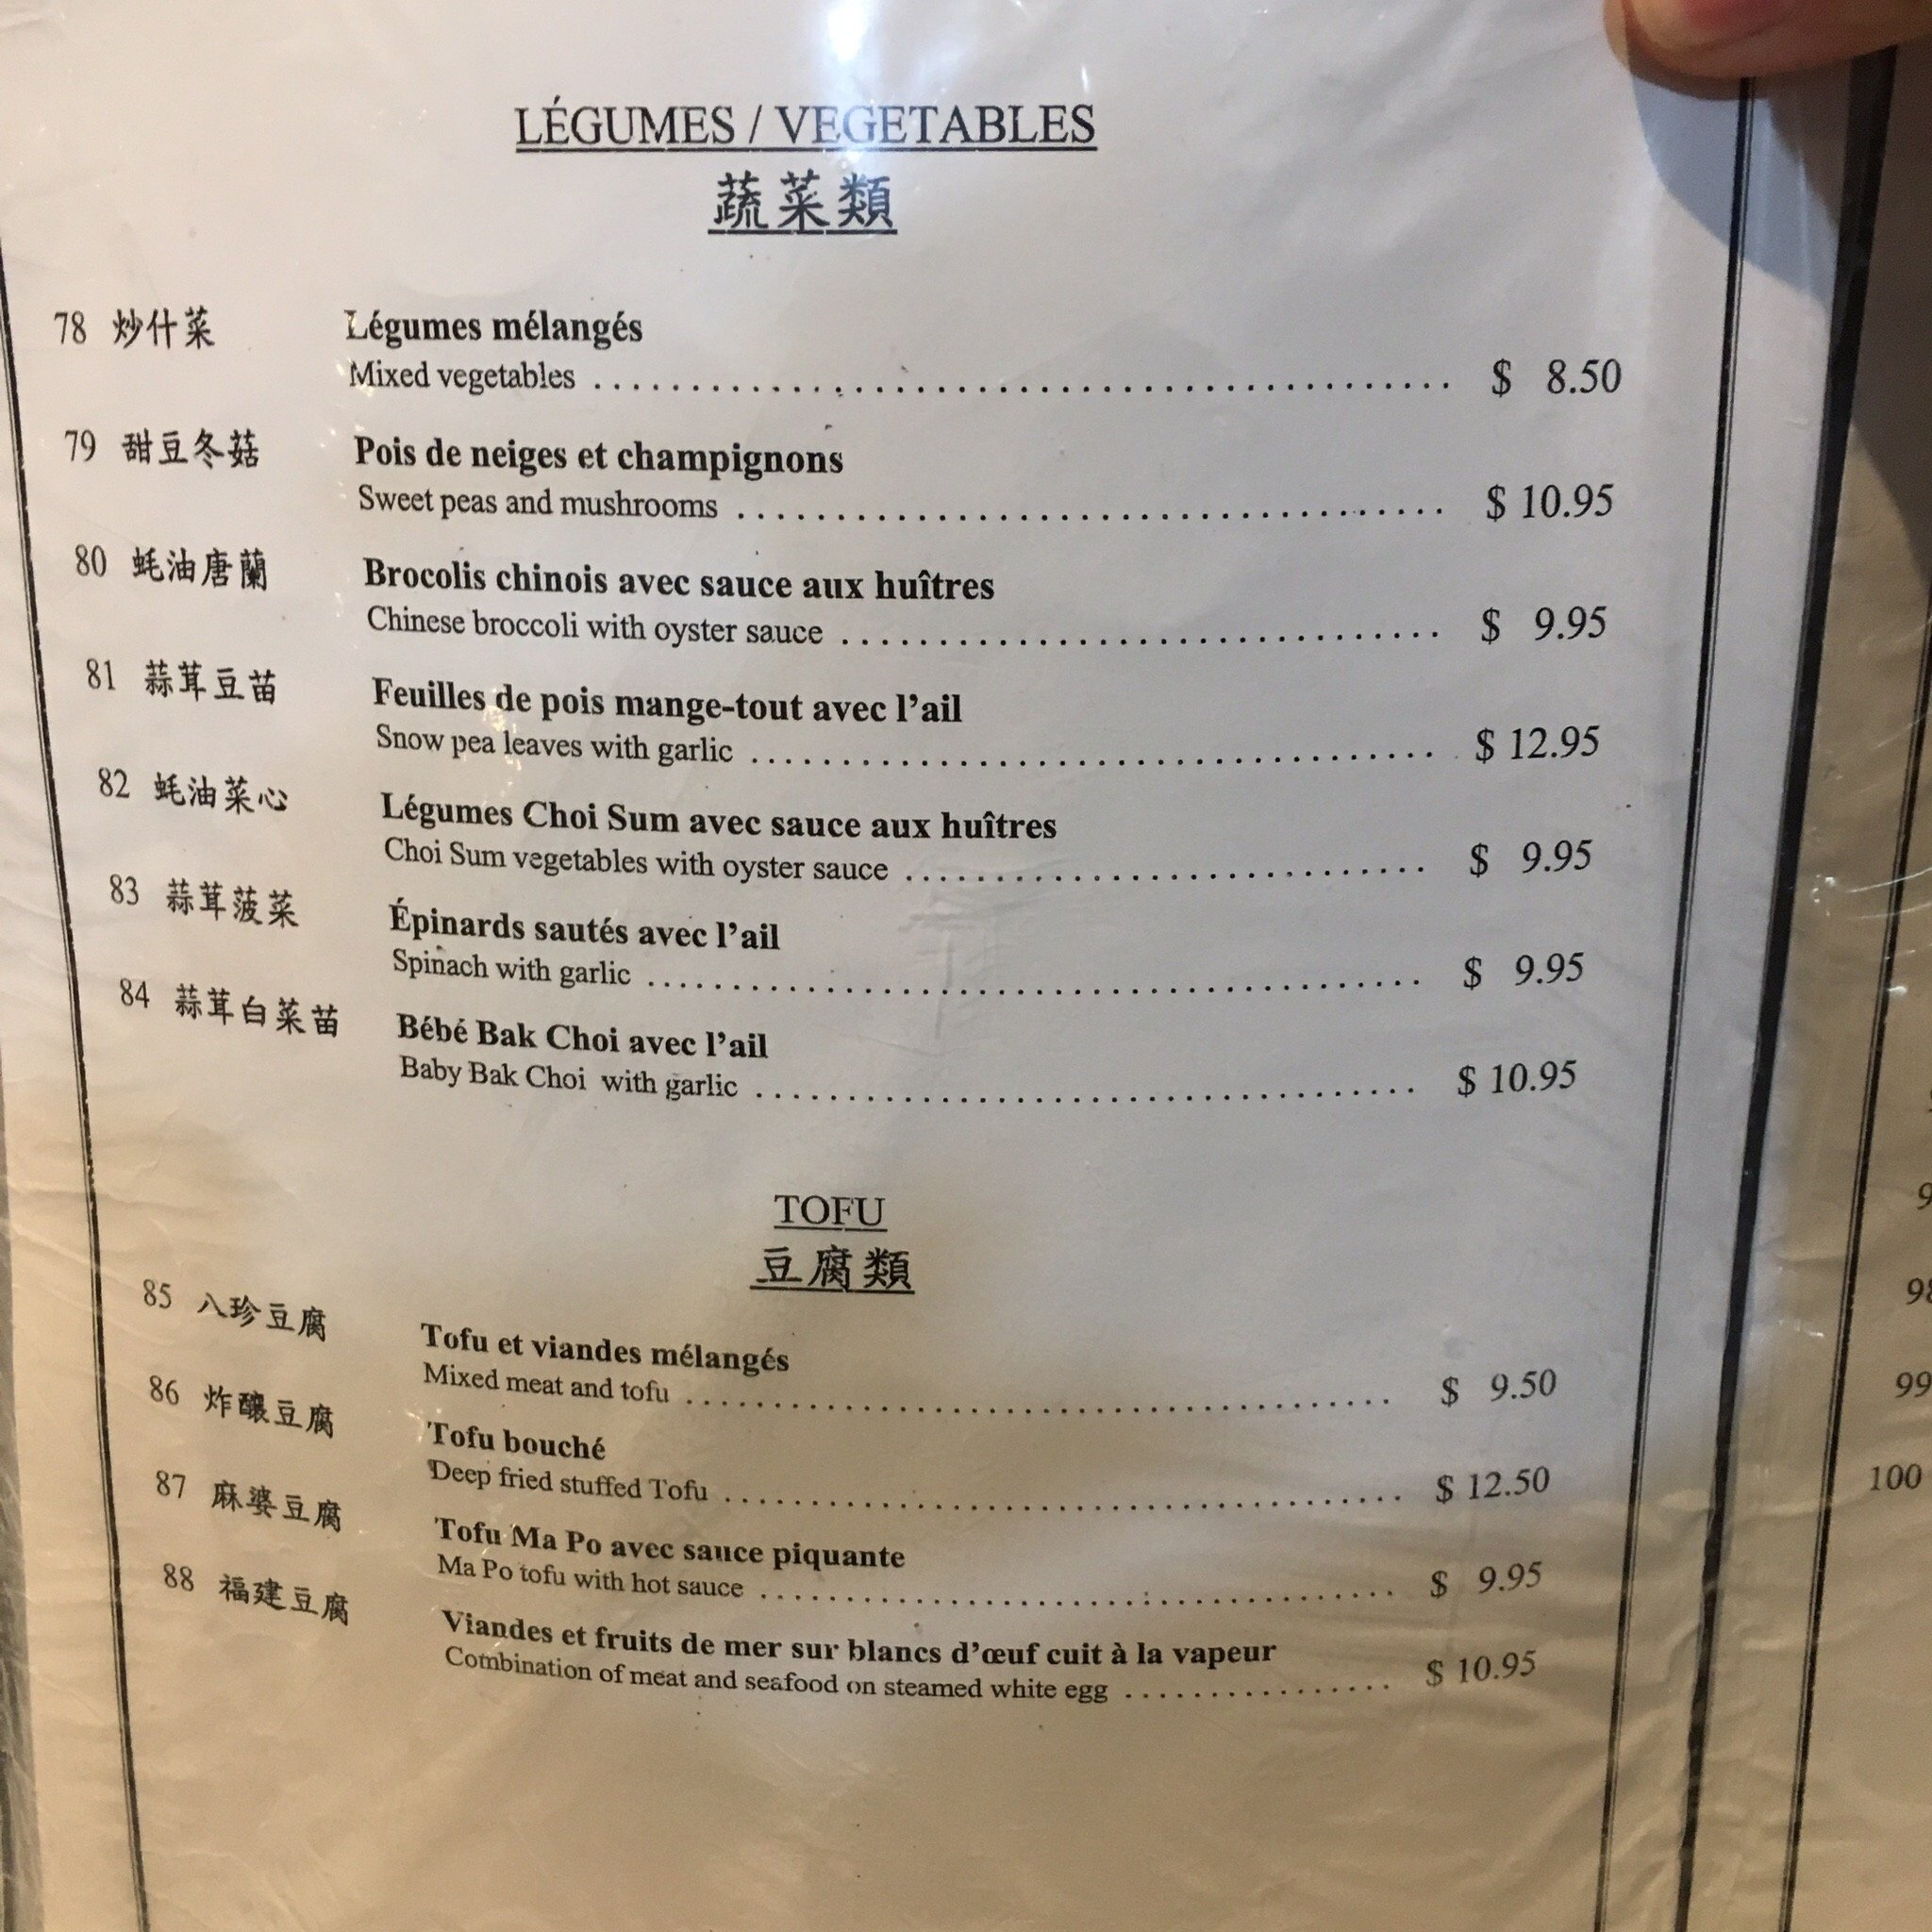 LÉGUMES / VEGETABLES
蔬菜類
78 炒什菜 Légumes mélangés
Mixed vegetables ........................................ $ 8.50
79 甜豆冬菇 Pois de neiges et champignons
Sweet peas and mushrooms ................................ $ 10.95
80 蚝油唐蘭 Brocolis chinois avec sauce aux huîtres
Chinese broccoli with oyster sauce ............................ $ 9.95
81 蒜茸豆苗 Feuilles de pois mange-tout avec l’ail
Snow pea leaves with garlic ................................ $ 12.95
82 蚝油菜心 Légumes Choi Sum avec sauce aux huîtres
Choi Sum vegetables with oyster sauce ......................... $ 9.95
83 蒜茸菠菜 Épinards sautés avec l’ail
Spinach with garlic ..................................... $ 9.95
84 蒜茸白菜苗 Bébé Bak Choi avec l’ail
Baby Bak Choi with garlic ................................ $ 10.95
TOFU
豆腐類
85 八珍豆腐 Tofu et viandes mélangés
Mixed meat and tofu ................................... $ 9.50
86 炸釀豆腐 Tofu bouché
Deep fried stuffed Tofu .................................. $ 12.50
87 麻婆豆腐 Tofu Ma Po avec sauce piquante
Ma Po tofu with hot sauce ................................ $ 9.95
88 福建豆腐 Viandes et fruits de mer sur blancs d’œuf cuit à la vapeur
Combination of meat and seafood on steamed white egg ............... $ 10.95
99
100